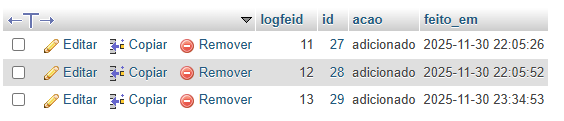 logfeid id acao feito_em
Editar Copiar Remover 11 27 adicionado 2025-11-30 22:05:26
Editar Copiar Remover 12 28 adicionado 2025-11-30 22:05:52
Editar Copiar Remover 13 29 adicionado 2025-11-30 23:34:53